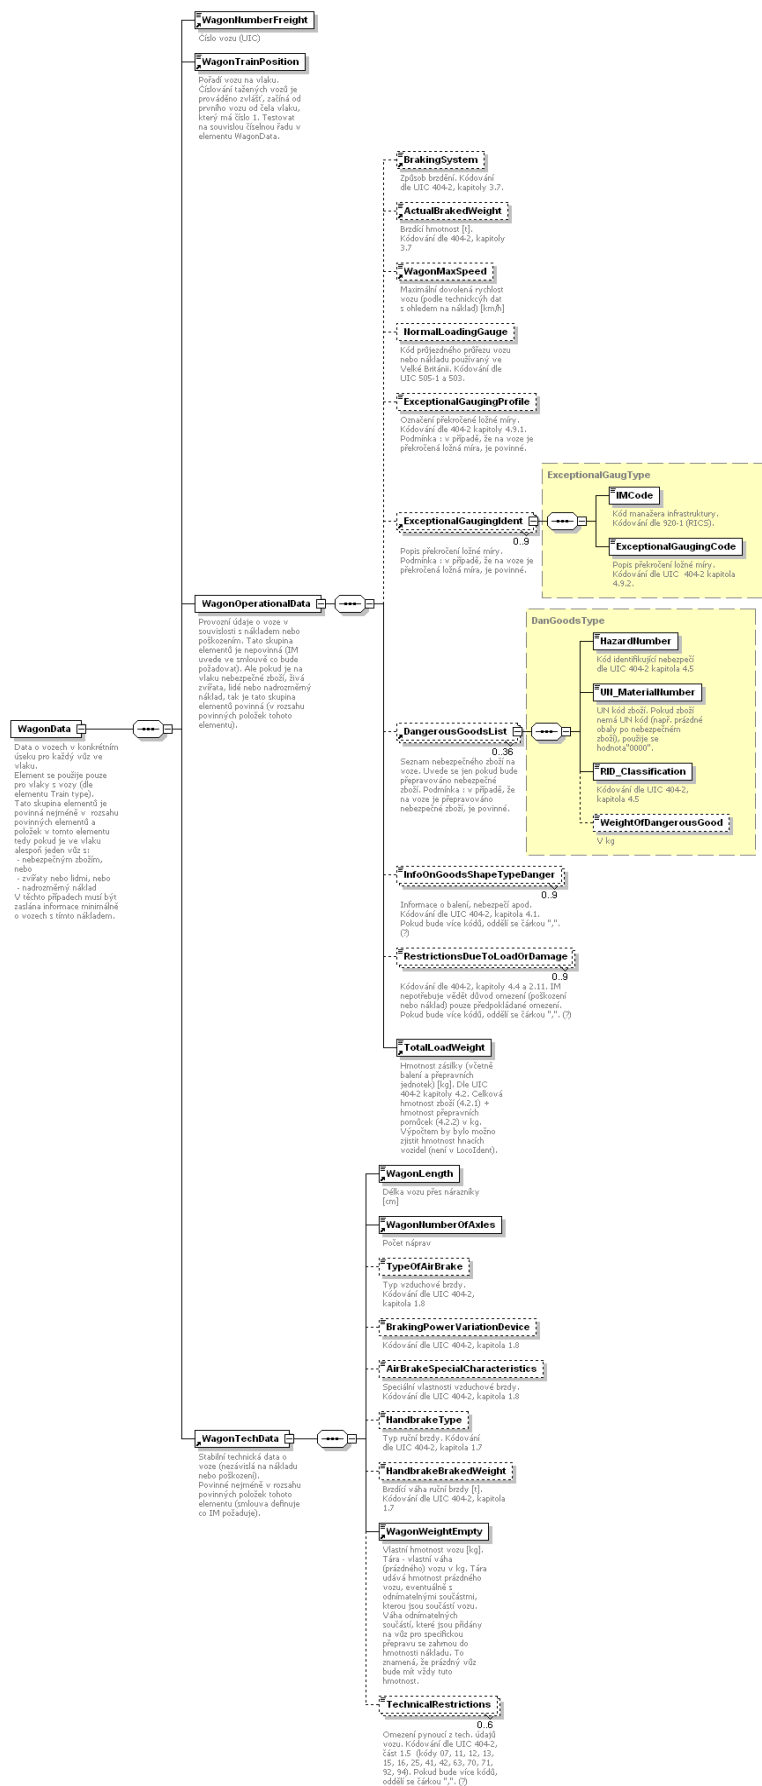 WagonNumberFreight
Číslo vozu (UIC)
WagonTrainPosition
Pořadí vozu na vlaku.
Číslování tažených vozů je
prováděno zvlášť, začíná od
prvního vozu od čela vlaku,
který má číslo 1. Testovat
na souvislou číselnou řadu v
elementu WagonData.
BrakingSystem
Způsob brzdění. Kódování
dle UIC 404-2, kapitoly 3.7.
ActualBrakedWeight
Brzdící hmotnost [t].
Kódování dle 404-2, kapitoly
3.7
WagonMaxSpeed
Maximální dovolená rychlost
vozu (podle technickcýh dat
s ohledem na náklad) [km/h]
NormalLoadingGauge
Kód průjezdného průřezu vozu
nebo nákladu používaný ve
Velké Británii. Kódování dle
UIC 505-1 a 503.
ExceptionalGaugingProfile
Označení překročené ložné míry.
Kódování dle 404-2 kapitoly 4.9.1.
Podmínka : v případě, že na voze je
překročená ložná míra, je povinné.
ExceptionalGaugType
IMCode
Kód manažera infrastruktury.
Kódování dle 920-1 (RICS).
ExceptionalGaugingIdent
0..9
Popis překročení ložné míry.
Podmínka : v případě, že na voze je
překročená ložná míra, je povinné.
ExceptionalGaugingCode
Popis překročení ložné míry.
Kódování dle UIC 404-2 kapitola
4.9.2.
WagonOperationalData
Provozní údaje o voze v
souvislosti s nákladem nebo
poškozením. Tato skupina
elementů je nepovinná (IM
uvede ve smlouvě co bude
požadovat). Ale pokud je na
vlaku nebezpečné zboží, živá
zvířata, lidé nebo nadrozměrný
náklad, tak je tato skupina
elementů povinná (v rozsahu
povinných položek tohoto
elementu).
DanGoodsType
HazardNumber
Kód identifikující nebezpečí
dle UIC 404-2 kapitola 4.5
UN_MaterialNumber
UN kód zboží. Pokud zboží
nemá UN kód (např. prázdné
obaly po nebezpečném
zboží), použije se
hodnota"0000".
WagonData
Data o vozech v konkrétním
úseku pro každý vůz ve
vlaku.
Element se použije pouze
pro vlaky s vozy (dle
elementu Train type).
Tato skupina elementů je
povinná nejméně v rozsahu
povinných elementů a
položek v tomto elementu
tedy pokud je ve vlaku
alespoň jeden vůz s:
- nebezpečným zbožím,
nebo
- zvířaty nebo lidmi, nebo
- nadrozměrný náklad
V těchto případech musí být
zaslána informace minimálně
o vozech s tímto nákladem.
DangerousGoodsList
0..36
Seznam nebezpečného zboží na
voze. Uvede se jen pokud bude
přepravováno nebezpečné
zboží. Podmínka : v případě, že
na voze je přepravováno
nebezpečné zboží, je povinné.
RID_Classification
Kódování dle UIC 404-2,
kapitola 4.5
WeightOfDangerousGood
V kg
InfoOnGoodsShapeTypeDanger
0..9
Informace o balení, nebezpečí apod.
Kódování dle UIC 404-2, kapitola 4.1.
Pokud bude více kódů, oddělí se čárkou ",".
(?)
RestrictionsDueToLoadOrDamage
0..9
Kódování dle 404-2, kapitoly 4.4 a 2.11. IM
nepotřebuje vědět důvod omezení (poškození
nebo náklad) pouze předpokládané omezení.
Pokud bude více kódů, oddělí se čárkou ",". (?)
TotalLoadWeight
Hmotnost zásilky (včetně
balení a přepravních
jednotek) [kg]. Dle UIC
404-2 kapitoly 4.2. Celková
hmotnost zboží (4.2.1) +
hmotnost přepravních
pomůcek (4.2.2) v kg.
Výpočtem by bylo možno
zjistit hmotnost hnacích
vozidel (není v LocoIdent).
WagonLength
Délka vozu přes nárazníky
[cm]
WagonNumberOfAxles
Počet náprav
TypeOfAirBrake
Typ vzduchové brzdy.
Kódování dle UIC 404-2,
kapitola 1.8
BrakingPowerVariationDevice
Kódování dle UIC 404-2, kapitola 1.8
AirBrakeSpecialCharacteristics
Speciální vlastnosti vzduchové brzdy.
Kódování dle UIC 404-2, kapitola 1.8
HandbrakeType
Typ ruční brzdy. Kódování
dle UIC 404-2, kapitola 1.7
WagonTechData
Stabilní technická data o
voze (nezávislá na nákladu
nebo poškození).
Povinné nejméně v rozsahu
povinných položek tohoto
elementu (smlouva definuje
co IM požaduje).
HandbrakeBrakedWeight
Brzdící váha ruční brzdy [t].
Kódování dle UIC 404-2, kapitola
1.7
WagonWeightEmpty
Vlastní hmotnost vozu [kg].
Tára - vlastní váha
(prázdného) vozu v kg. Tára
udává hmotnost prázdného
vozu, eventuálně s
odnímatelnými součástmi,
kterou jsou součástí vozu.
Váha odnímatelných
součástí, které jsou přidány
na vůz pro specifickou
přepravu se zahrnou do
hmotnosti nákladu. To
znamená, že prázdný vůz
bude mít vždy tuto
hmotnost.
TechnicalRestrictions
0..6
Omezení pynoucí z tech. údajů
vozu. Kódování dle UIC 404-2,
část 1.5 (kódy 07, 11, 12, 13,
15, 16, 25, 41, 42, 63, 70, 71,
92, 94). Pokud bude více kódů,
oddělí se čárkou ",". (?)